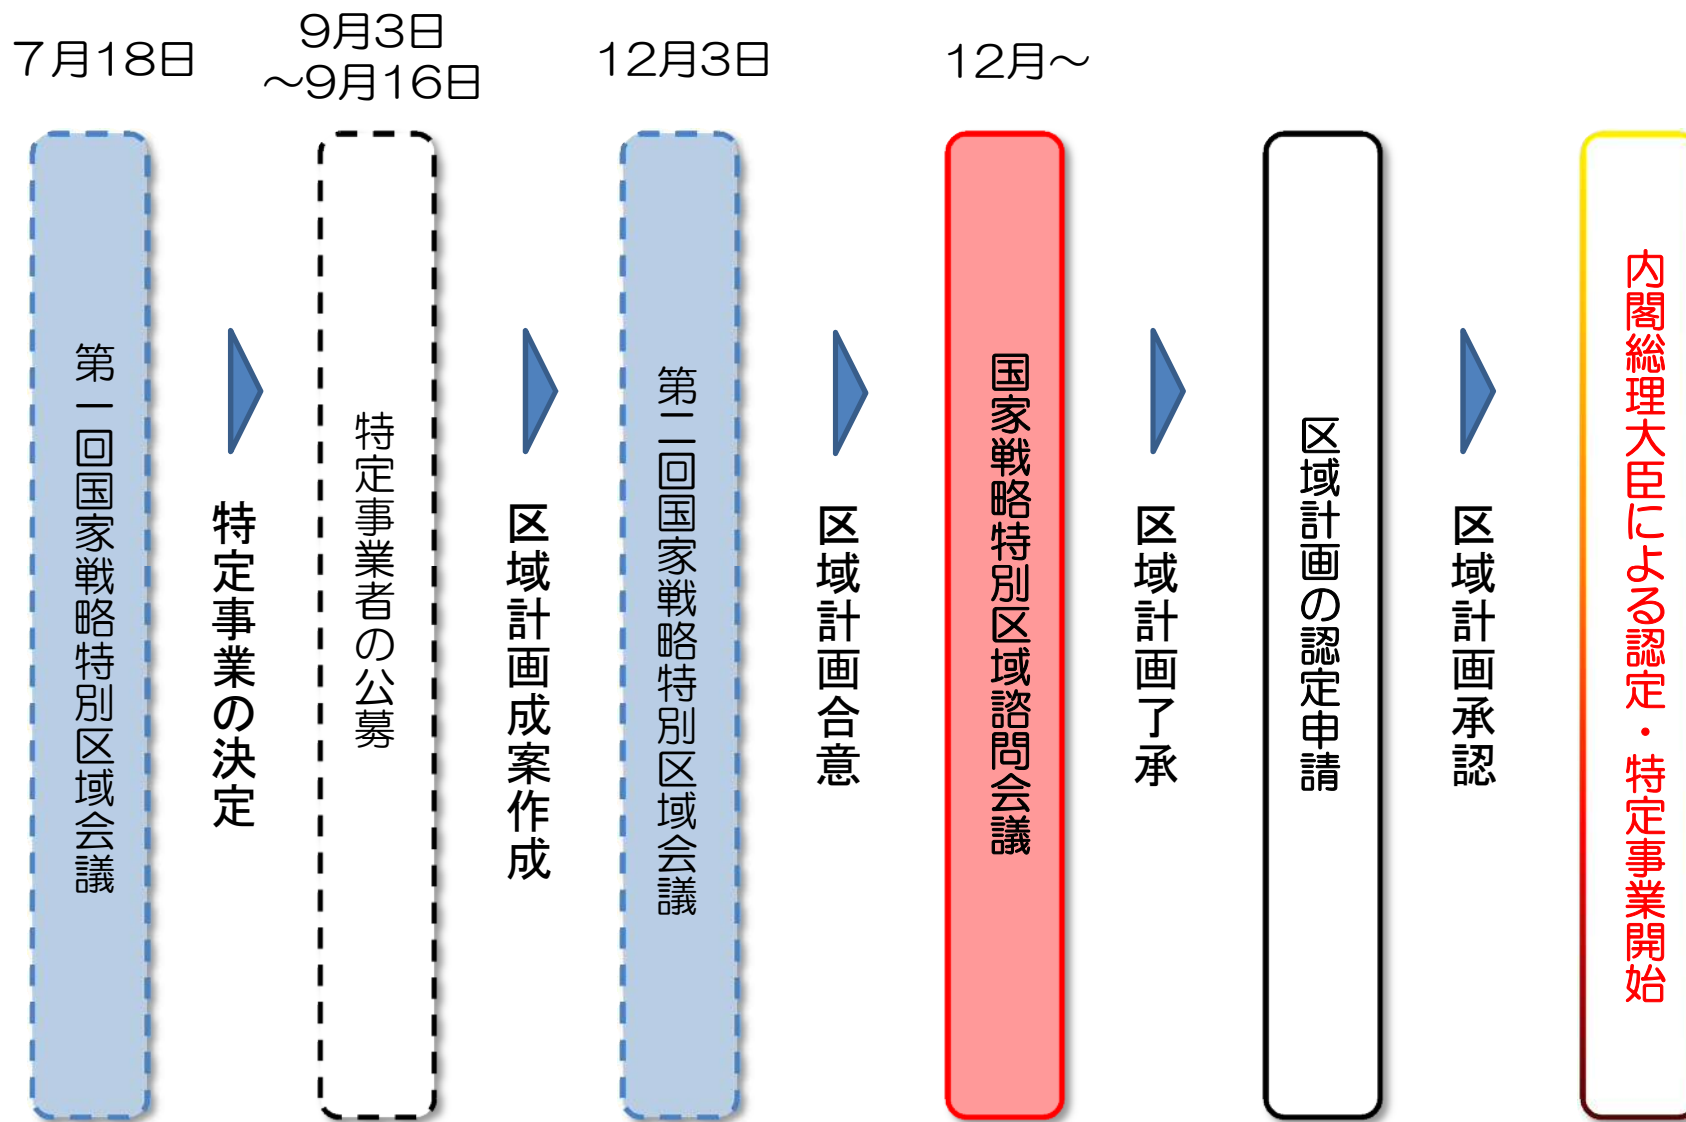 7月18日
9月3日
～9月16日
12月3日
12月～
第一回国家戦略特別区域会議
特定事業の決定
特定事業者の公募
区域計画成案作成
第二回国家戦略特別区域会議
区域計画合意
国家戦略特別区域諮問会議
区域計画了承
区域計画の認定申請
区域計画承認
内閣総理大臣による認定・特定事業開始